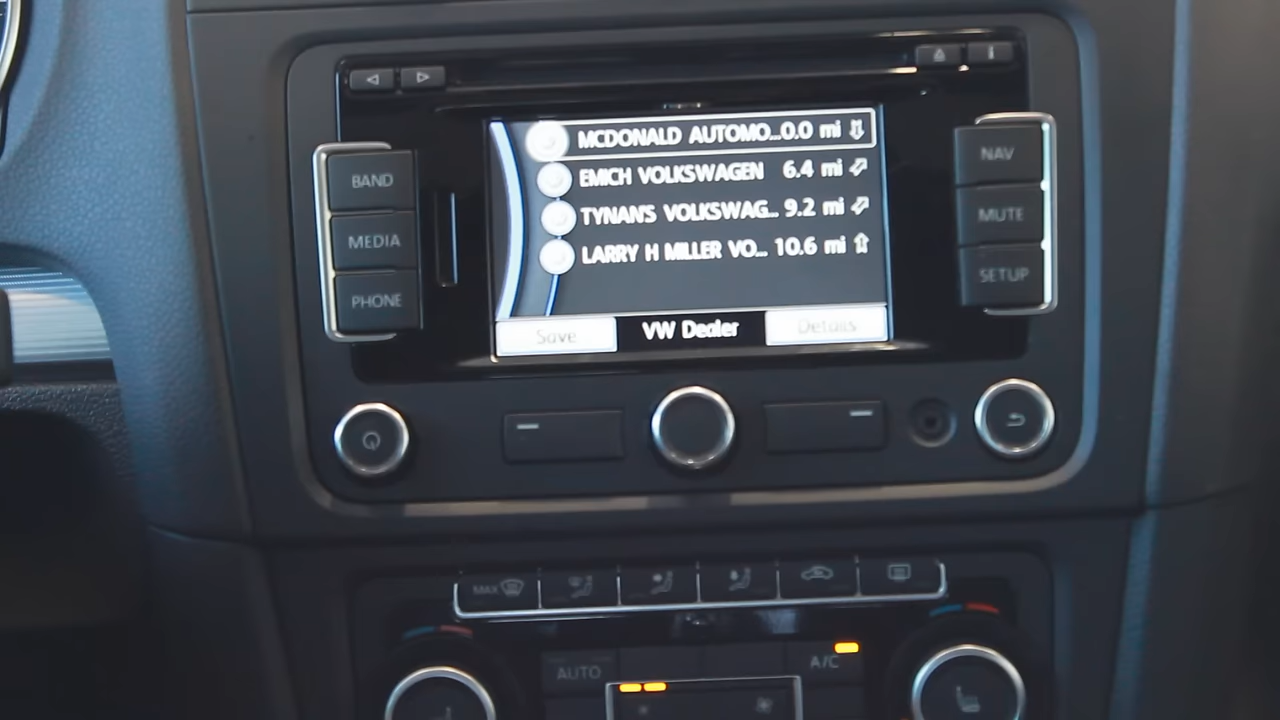 BAND
MEDIA
PHONE
MCDONALD AUTOMO...0.0 mi
EMICH VOLKSWAGEN 6.4 mi
TYNAN'S VOLKSWAG... 9.2 mi
LARRY H MILLER VO... 10.6 mi
Save VW Dealer Details
NAV
MUTE
SETUP
MAX
AUTO
A/C